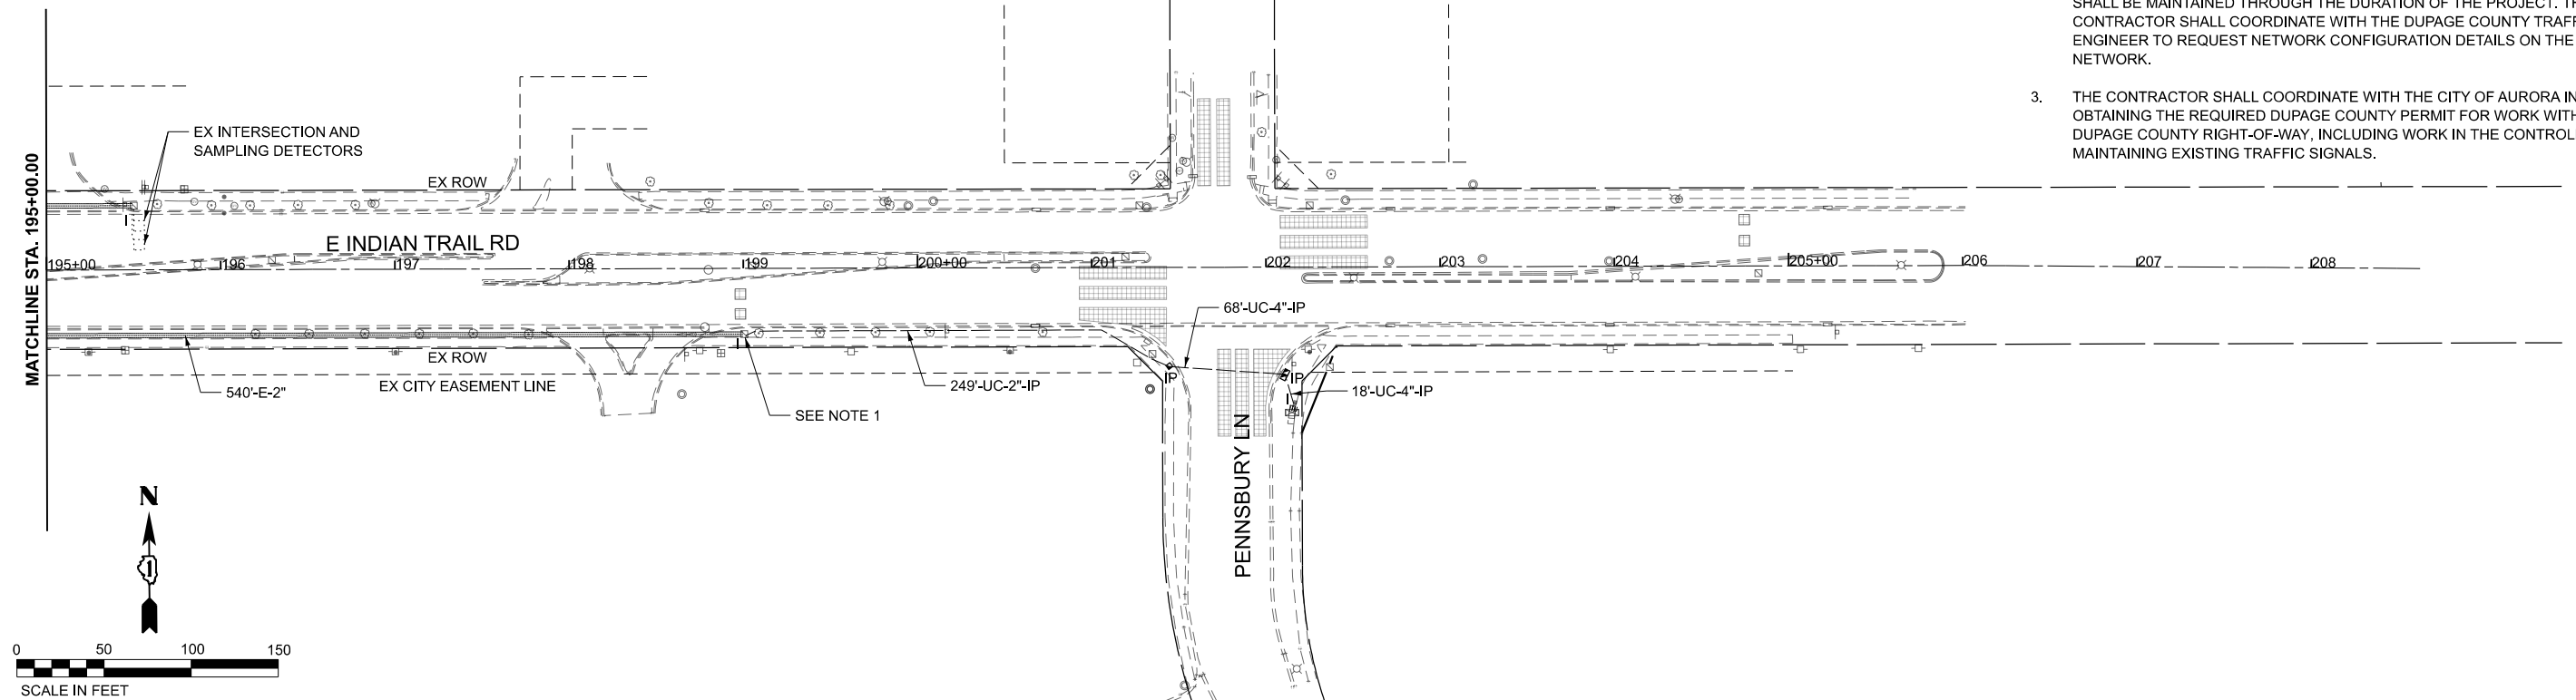 SHALL BE MAINTAINED THROUGH THE DURATION OF THE PROJECT. TH
CONTRACTOR SHALL COORDINATE WITH THE DUPAGE COUNTY TRAFF
ENGINEER TO REQUEST NETWORK CONFIGURATION DETAILS ON THE
NETWORK.
3. THE CONTRACTOR SHALL COORDINATE WITH THE CITY OF AURORA IN
OBTAINING THE REQUIRED DUPAGE COUNTY PERMIT FOR WORK WITH
DUPAGE COUNTY RIGHT-OF-WAY, INCLUDING WORK IN THE CONTROL
MAINTAINING EXISTING TRAFFIC SIGNALS.
MATCHLINE STA. 195+00.00
EX INTERSECTION AND
SAMPLING DETECTORS
EX ROW
E INDIAN TRAIL RD
195+00
196
197
198
199
200+00
201
202
203
204
205+00
206
207
208
EX ROW
EX CITY EASEMENT LINE
540'-E-2"
249'-UC-2"-IP
SEE NOTE 1
68'-UC-4"-IP
IP
IP
I
I
I
I
18'-UC-4"-IP
PENNSBURY LN
N
1
0 50 100 150
SCALE IN FEET